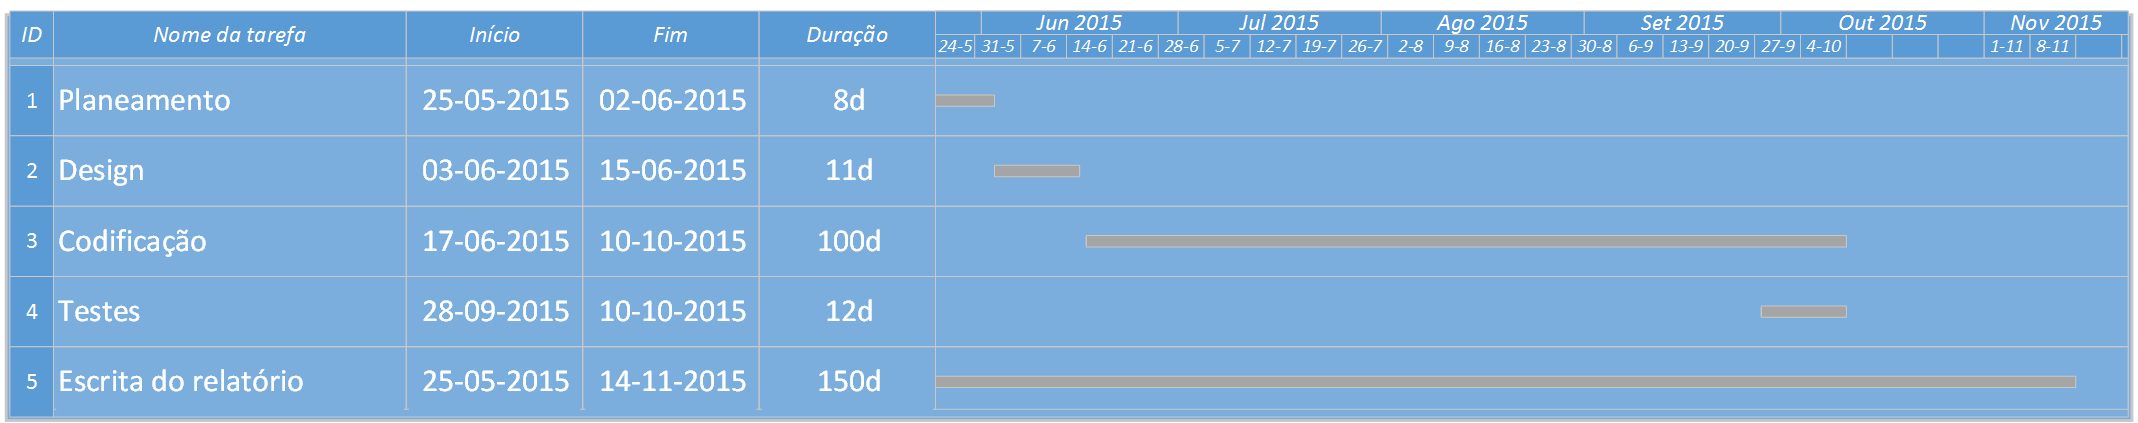 ID Nome da tarefa Início Fim Duração Jun 2015 Jul 2015 Ago 2015 Set 2015 Out 2015 Nov 2015
24-5 31-5 7-6 14-6 21-6 28-6 5-7 12-7 19-7 26-7 2-8 9-8 16-8 23-8 30-8 6-9 13-9 20-9 27-9 4-10 1-11 8-11
1 Planeamento 25-05-2015 02-06-2015 8d
2 Design 03-06-2015 15-06-2015 11d
3 Codificação 17-06-2015 10-10-2015 100d
4 Testes 28-09-2015 10-10-2015 12d
5 Escrita do relatório 25-05-2015 14-11-2015 150d